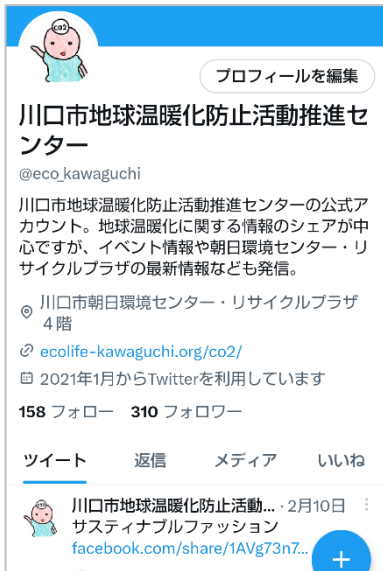 CO2
プロフィールを編集
川口市地球温暖化防止活動推進セ
ンター
@eco_kawaguchi
川口市地球温暖化防止活動推進センターの公式ア
カウント。地球温暖化に関する情報のシェアが中
心ですが、イベント情報や朝日環境センター・リ
サイクルプラザの最新情報なども発信。
川口市朝日環境センター・リサイクルプラザ
４階
ecolife-kawaguchi.org/co2/
2021年1月からTwitterを利用しています
158 フォロー 310 フォロワー
ツイート 返信 メディア いいね
川口市地球温暖化防止活動... · 2月10日
サスティナブルファッション
facebook.com/share/1AVg73n7...